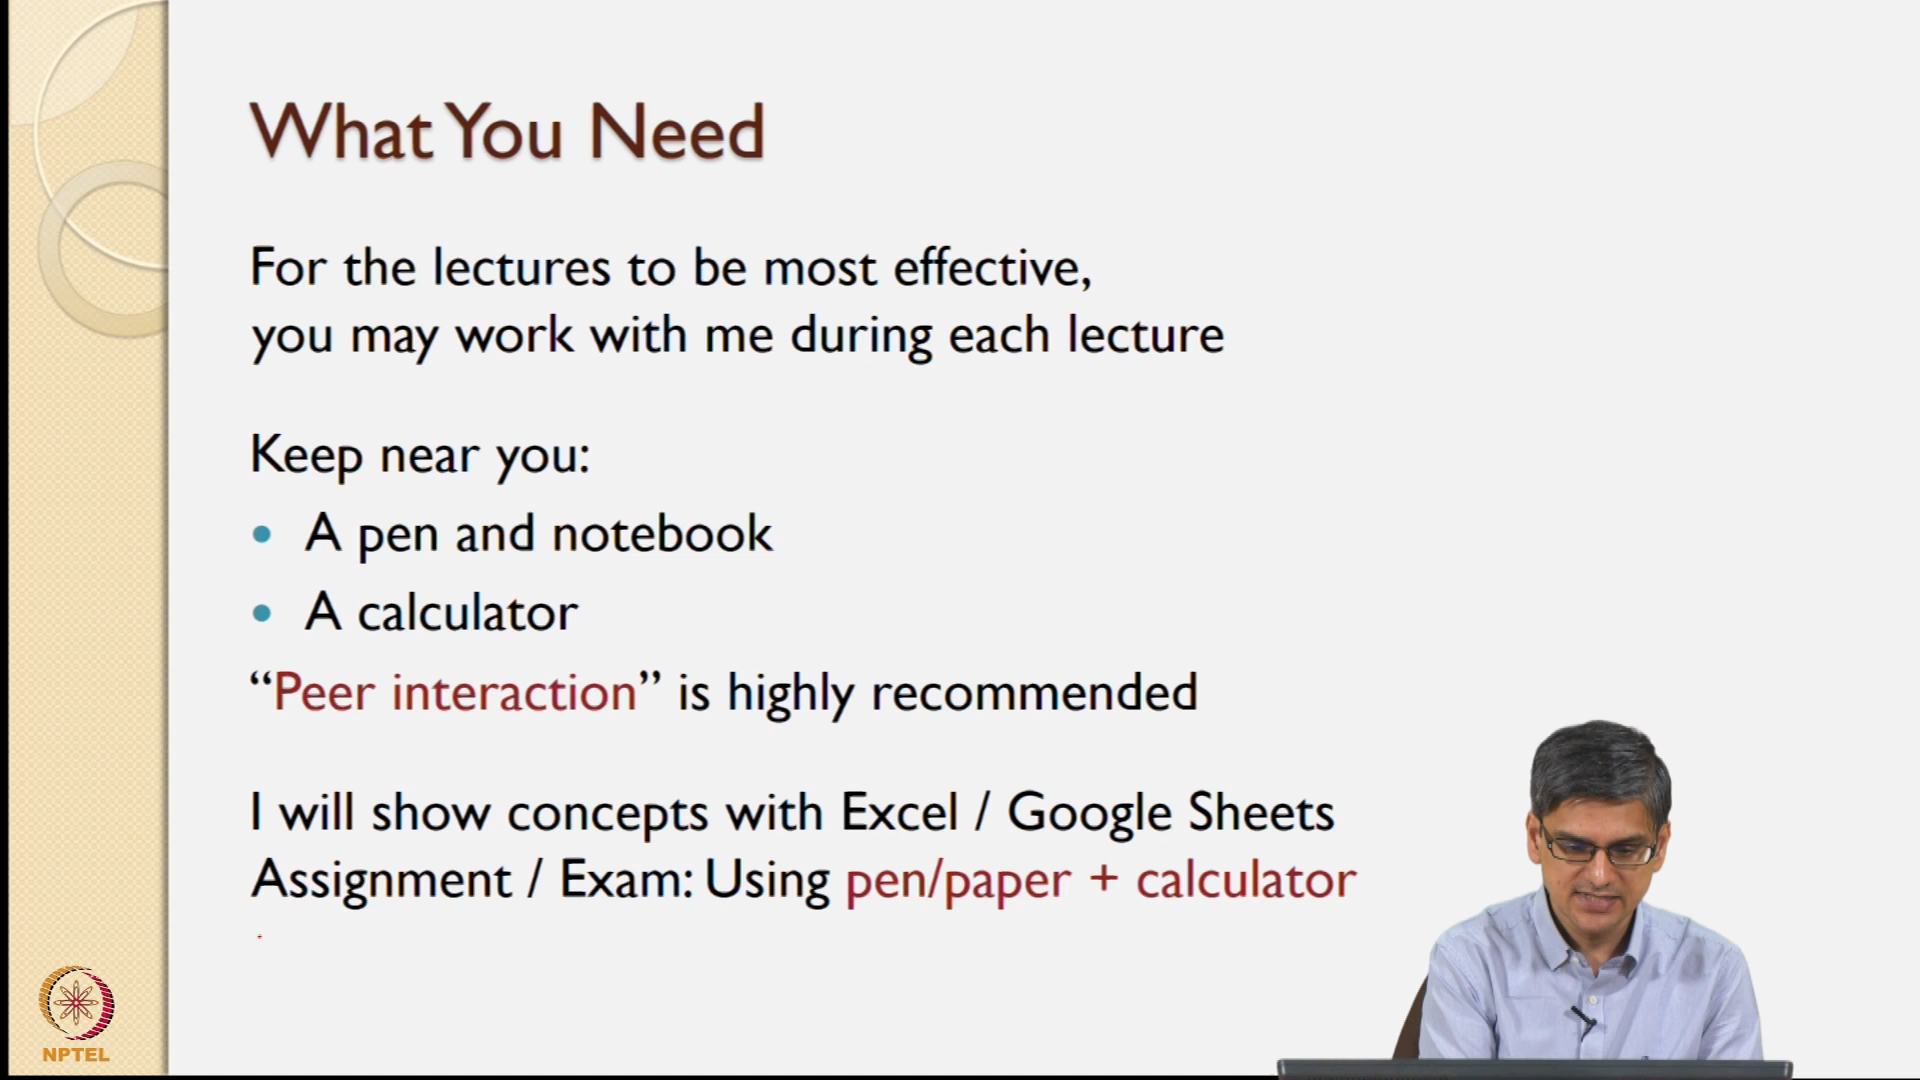 What You Need
For the lectures to be most effective,
you may work with me during each lecture
Keep near you:
• A pen and notebook
• A calculator
“Peer interaction” is highly recommended
I will show concepts with Excel / Google Sheets
Assignment / Exam: Using pen/paper + calculator
NPTEL